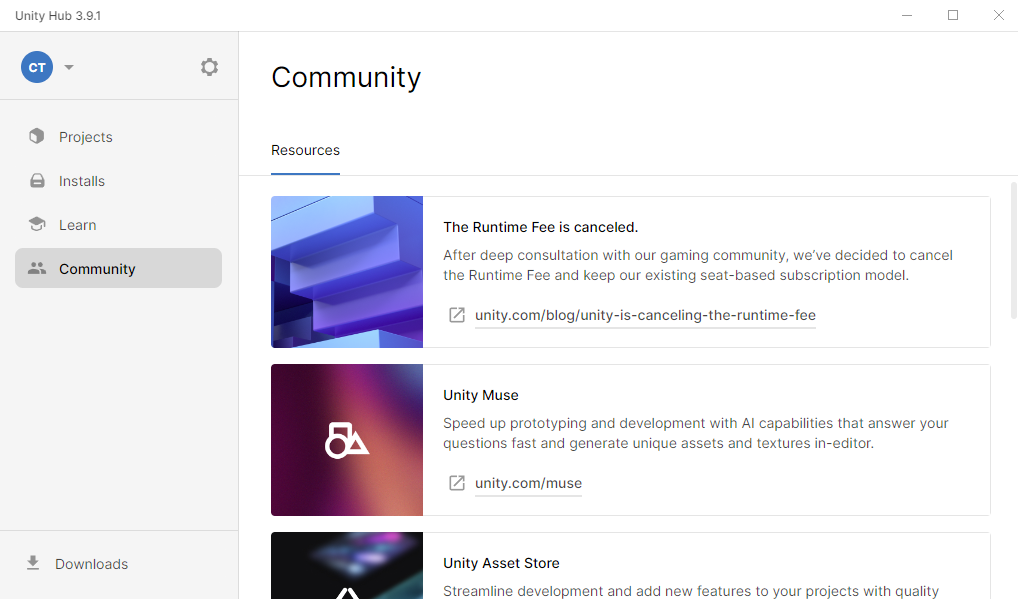 Unity Hub 3.9.1
CT
Projects
Installs
Learn
Community
Downloads
Community
Resources
The Runtime Fee is canceled.
After deep consultation with our gaming community, we’ve decided to cancel
the Runtime Fee and keep our existing seat-based subscription model.
unity.com/blog/unity-is-canceling-the-runtime-fee
Unity Muse
Speed up prototyping and development with AI capabilities that answer your
questions fast and generate unique assets and textures in-editor.
unity.com/muse
Unity Asset Store
Streamline development and add new features to your projects with quality